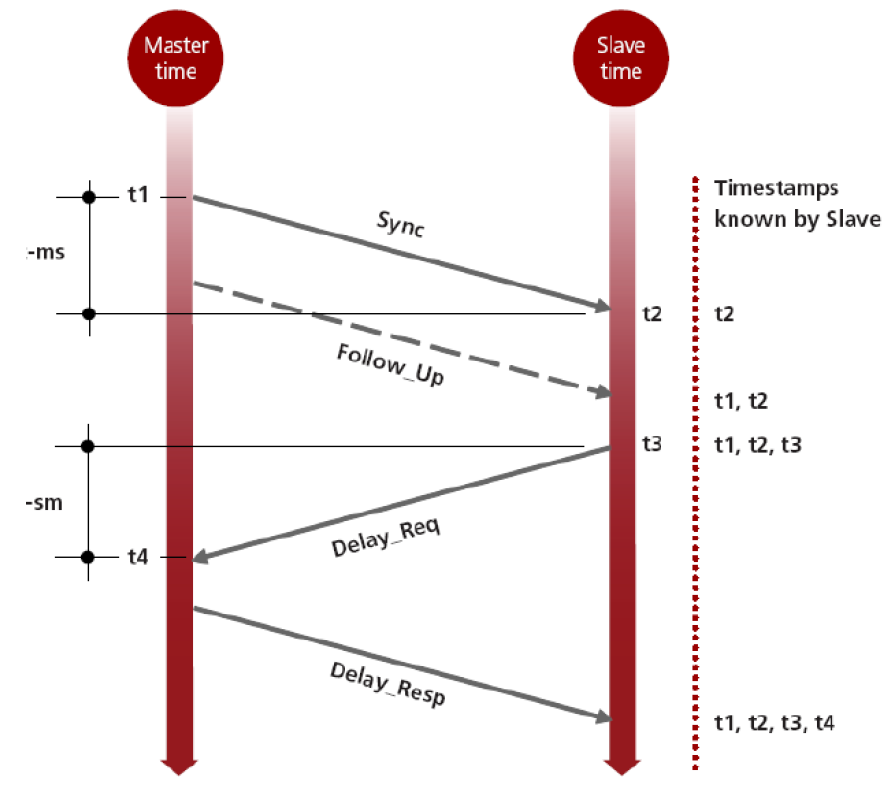 Master
time
Slave
time
t1
Timestamps
known by Slave
Sync
-ms
t2
t2
Follow_Up
t1, t2
t3
t1, t2, t3
-sm
Delay_Req
t4
Delay_Resp
t1, t2, t3, t4